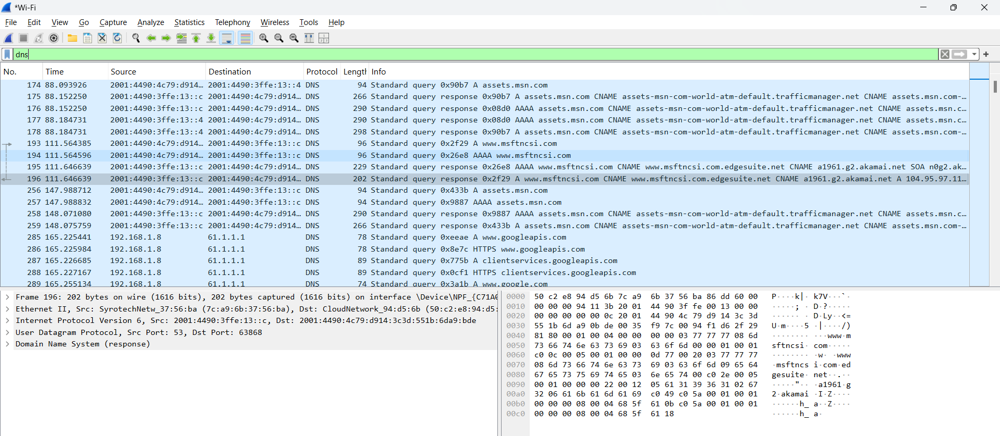 *Wi-Fi
File Edit View Go Capture Analyze Statistics Telephony Wireless Tools Help
dns
No. Time Source Destination Protocol Length Info
174 88.093926 2001:4490:4c79:d914… 2001:4490:3ffe:13::4 DNS 94 Standard query 0x90b7 A assets.msn.com
175 88.152250 2001:4490:3ffe:13::c 2001:4490:4c79:d914… DNS 266 Standard query response 0x90b7 A assets.msn.com CNAME assets-msn-com-world-atm-default.trafficmanager.net CNAME assets.msn.com-…
176 88.152250 2001:4490:3ffe:13::c 2001:4490:4c79:d914… DNS 290 Standard query response 0x08d0 AAAA assets.msn.com CNAME assets-msn-com-world-atm-default.trafficmanager.net CNAME assets.msn.c…
177 88.184731 2001:4490:3ffe:13::4 2001:4490:4c79:d914… DNS 290 Standard query response 0x08d0 AAAA assets.msn.com CNAME assets-msn-com-world-atm-default.trafficmanager.net CNAME assets.msn.c…
178 88.184731 2001:4490:3ffe:13::4 2001:4490:4c79:d914… DNS 298 Standard query response 0x90b7 A assets.msn.com CNAME assets-msn-com-world-atm-default.trafficmanager.net CNAME assets.msn.com-…
193 111.564385 2001:4490:4c79:d914… 2001:4490:3ffe:13::c DNS 96 Standard query 0x2f29 A www.msftncsi.com
194 111.564596 2001:4490:4c79:d914… 2001:4490:3ffe:13::c DNS 96 Standard query 0x26e8 AAAA www.msftncsi.com
195 111.646639 2001:4490:3ffe:13::c 2001:4490:4c79:d914… DNS 229 Standard query response 0x26e8 AAAA www.msftncsi.com CNAME www.msftncsi.com.edgesuite.net CNAME a1961.g2.akamai.net SOA n0g2.ak…
196 111.646639 2001:4490:3ffe:13::c 2001:4490:4c79:d914… DNS 202 Standard query response 0x2f29 A www.msftncsi.com CNAME www.msftncsi.com.edgesuite.net CNAME a1961.g2.akamai.net A 104.95.97.11…
256 147.988712 2001:4490:4c79:d914… 2001:4490:3ffe:13::c DNS 94 Standard query 0x433b A assets.msn.com
257 147.988832 2001:4490:4c79:d914… 2001:4490:3ffe:13::c DNS 94 Standard query 0x9887 AAAA assets.msn.com
258 148.071080 2001:4490:3ffe:13::c 2001:4490:4c79:d914… DNS 290 Standard query response 0x9887 AAAA assets.msn.com CNAME assets-msn-com-world-atm-default.trafficmanager.net CNAME assets.msn.c…
259 148.075759 2001:4490:3ffe:13::c 2001:4490:4c79:d914… DNS 266 Standard query response 0x433b A assets.msn.com CNAME assets-msn-com-world-atm-default.trafficmanager.net CNAME assets.msn.com-…
285 165.225441 192.168.1.8 61.1.1.1 DNS 78 Standard query 0xeeae A www.googleapis.com
286 165.225984 192.168.1.8 61.1.1.1 DNS 78 Standard query 0x8e7c HTTPS www.googleapis.com
287 165.226685 192.168.1.8 61.1.1.1 DNS 89 Standard query 0x775b A clientservices.googleapis.com
288 165.227167 192.168.1.8 61.1.1.1 DNS 89 Standard query 0x0cf1 HTTPS clientservices.googleapis.com
289 165.255134 192.168.1.8 61.1.1.1 DNS 74 Standard query 0x3a1b A www.google.com
Frame 196: 202 bytes on wire (1616 bits), 202 bytes captured (1616 bits) on interface \Device\NPF_{C71A0
Ethernet II, Src: SyrotechNetw_37:56:ba (7c:a9:6b:37:56:ba), Dst: CloudNetwork_94:d5:6b (50:c2:e8:94:d5:
Internet Protocol Version 6, Src: 2001:4490:3ffe:13::c, Dst: 2001:4490:4c79:d914:3c3d:551b:6da9:bde
User Datagram Protocol, Src Port: 53, Dst Port: 63868
Domain Name System (response)
0000 50 c2 e8 94 d5 6b 7c a9 6b 37 56 ba 86 dd 60 00 P····k|· k7V···`·
0010 00 00 00 94 11 3b 20 01 44 90 3f fe 00 13 00 00 ·····; · D·?·····
0020 00 00 00 00 00 0c 20 01 44 90 4c 79 d9 14 3c 3d ······ · D·Ly··<=
0030 55 1b 6d a9 0b de 00 35 f9 7c 00 94 f1 d6 2f 29 U·m····5 ·|····/)
0040 81 80 00 01 00 04 00 00 00 00 03 77 77 77 08 6d ········ ···www·m
0050 73 66 74 6e 63 73 69 03 63 6f 6d 00 00 01 00 01 sftncsi· com·····
0060 c0 0c 00 05 00 01 00 00 0d 77 00 20 03 77 77 77 ········ ·w· ·www
0070 08 6d 73 66 74 6e 63 73 69 03 63 6f 6d 09 65 64 ·msftncs i·com·ed
0080 67 65 73 75 69 74 65 03 6e 65 74 00 c0 2e 00 05 gesuite· net··.··
0090 00 01 00 00 00 22 00 12 05 61 31 39 36 31 02 67 ·····"·· ·a1961·g
00a0 32 06 61 6b 61 6d 61 69 c0 49 c0 5a 00 01 00 01 2·akamai ·I·Z····
00b0 00 00 00 08 00 04 68 5f 61 0b c0 5a 00 01 00 01 ······h_ a··Z····
00c0 00 00 00 08 00 04 68 5f 61 18 ······h_ a·